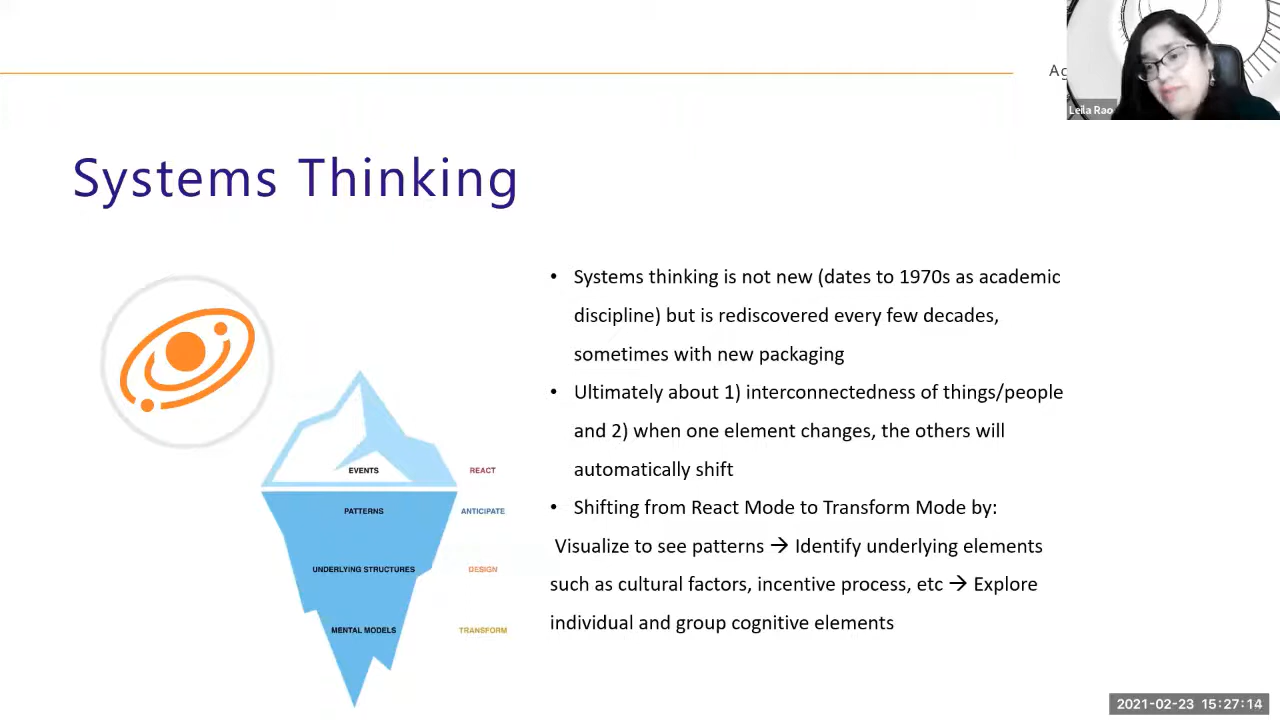 Leila Rao
Systems Thinking
• Systems thinking is not new (dates to 1970s as academic
discipline) but is rediscovered every few decades,
sometimes with new packaging
• Ultimately about 1) interconnectedness of things/people
and 2) when one element changes, the others will
automatically shift
• Shifting from React Mode to Transform Mode by:
Visualize to see patterns → Identify underlying elements
such as cultural factors, incentive process, etc → Explore
individual and group cognitive elements
EVENTS REACT
PATTERNS ANTICIPATE
UNDERLYING STRUCTURES DESIGN
MENTAL MODELS TRANSFORM
2021-02-23 15:27:14